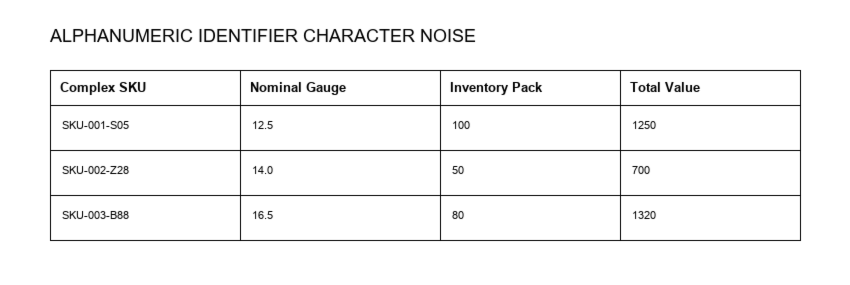 ALPHANUMERIC IDENTIFIER CHARACTER NOISE
Complex SKU Nominal Gauge Inventory Pack Total Value
SKU-001-S05 12.5 100 1250
SKU-002-Z28 14.0 50 700
SKU-003-B88 16.5 80 1320